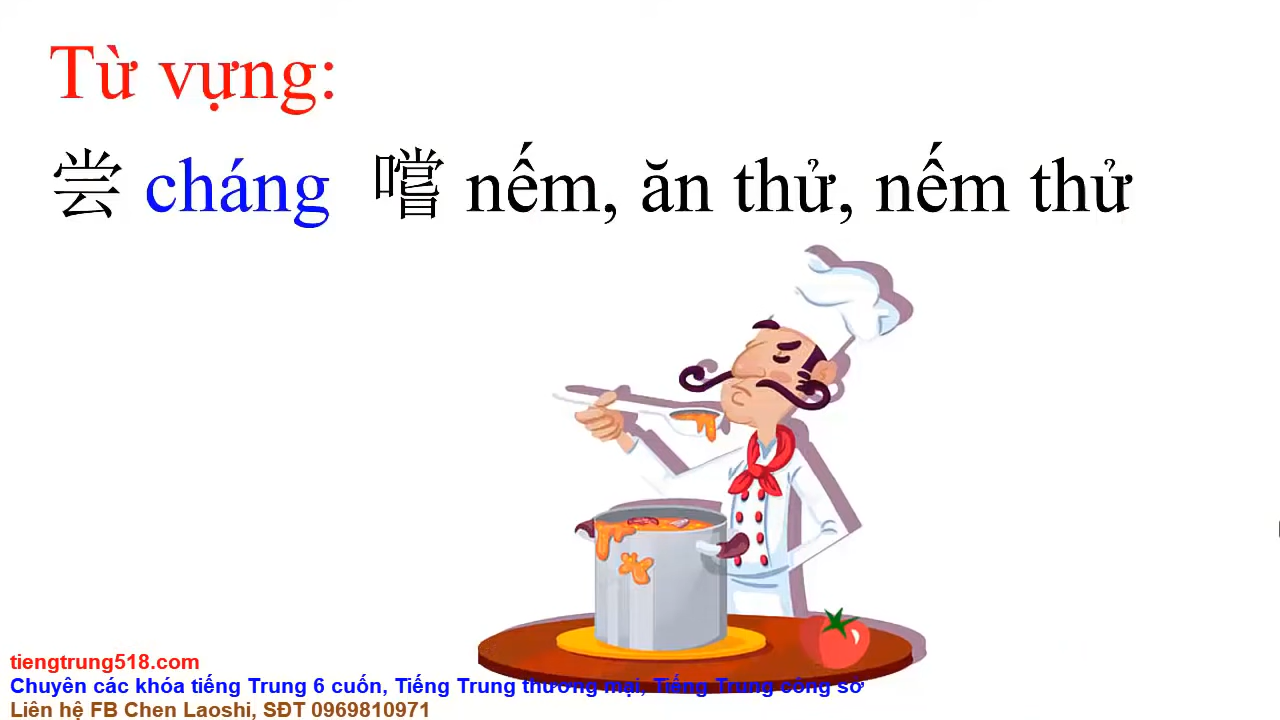 Từ vựng:
尝 cháng 嚐 nếm, ăn thử, nếm thử
tiengtrung518.com
Chuyên các khóa tiếng Trung 6 cuốn, Tiếng Trung thương mại, Tiếng Trung công sở
Liên hệ FB Chen Laoshi, SĐT 0969810971